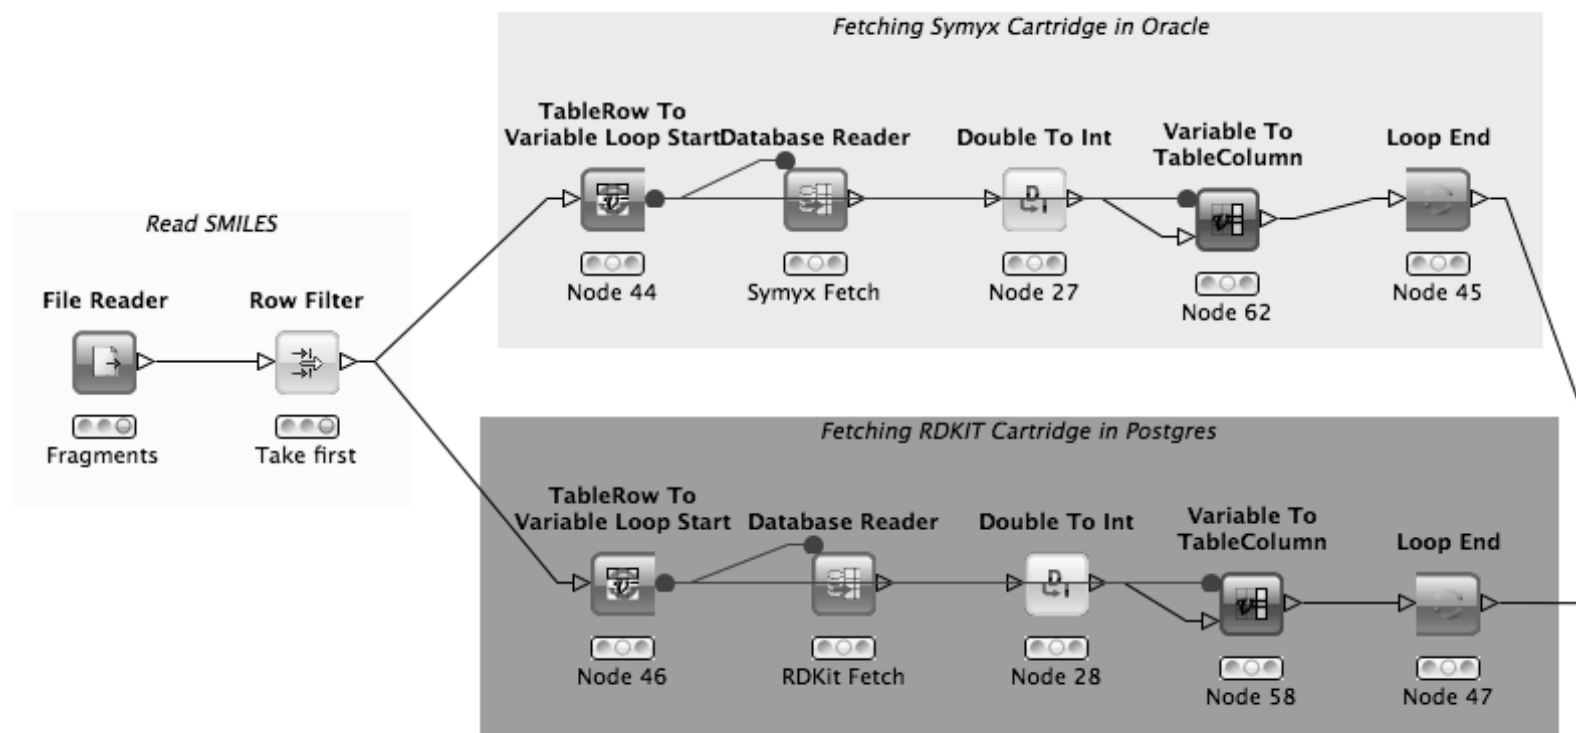 Fetching Symyx Cartridge in Oracle
TableRow To
Variable Loop Start
Database Reader
Double To Int
Variable To
TableColumn
Loop End
Node 44
Symyx Fetch
Node 27
Node 62
Node 45
Read SMILES
File Reader
Row Filter
Fragments
Take first
Fetching RDKIT Cartridge in Postgres
TableRow To
Variable Loop Start
Database Reader
Double To Int
Variable To
TableColumn
Loop End
Node 46
RDKit Fetch
Node 28
Node 58
Node 47